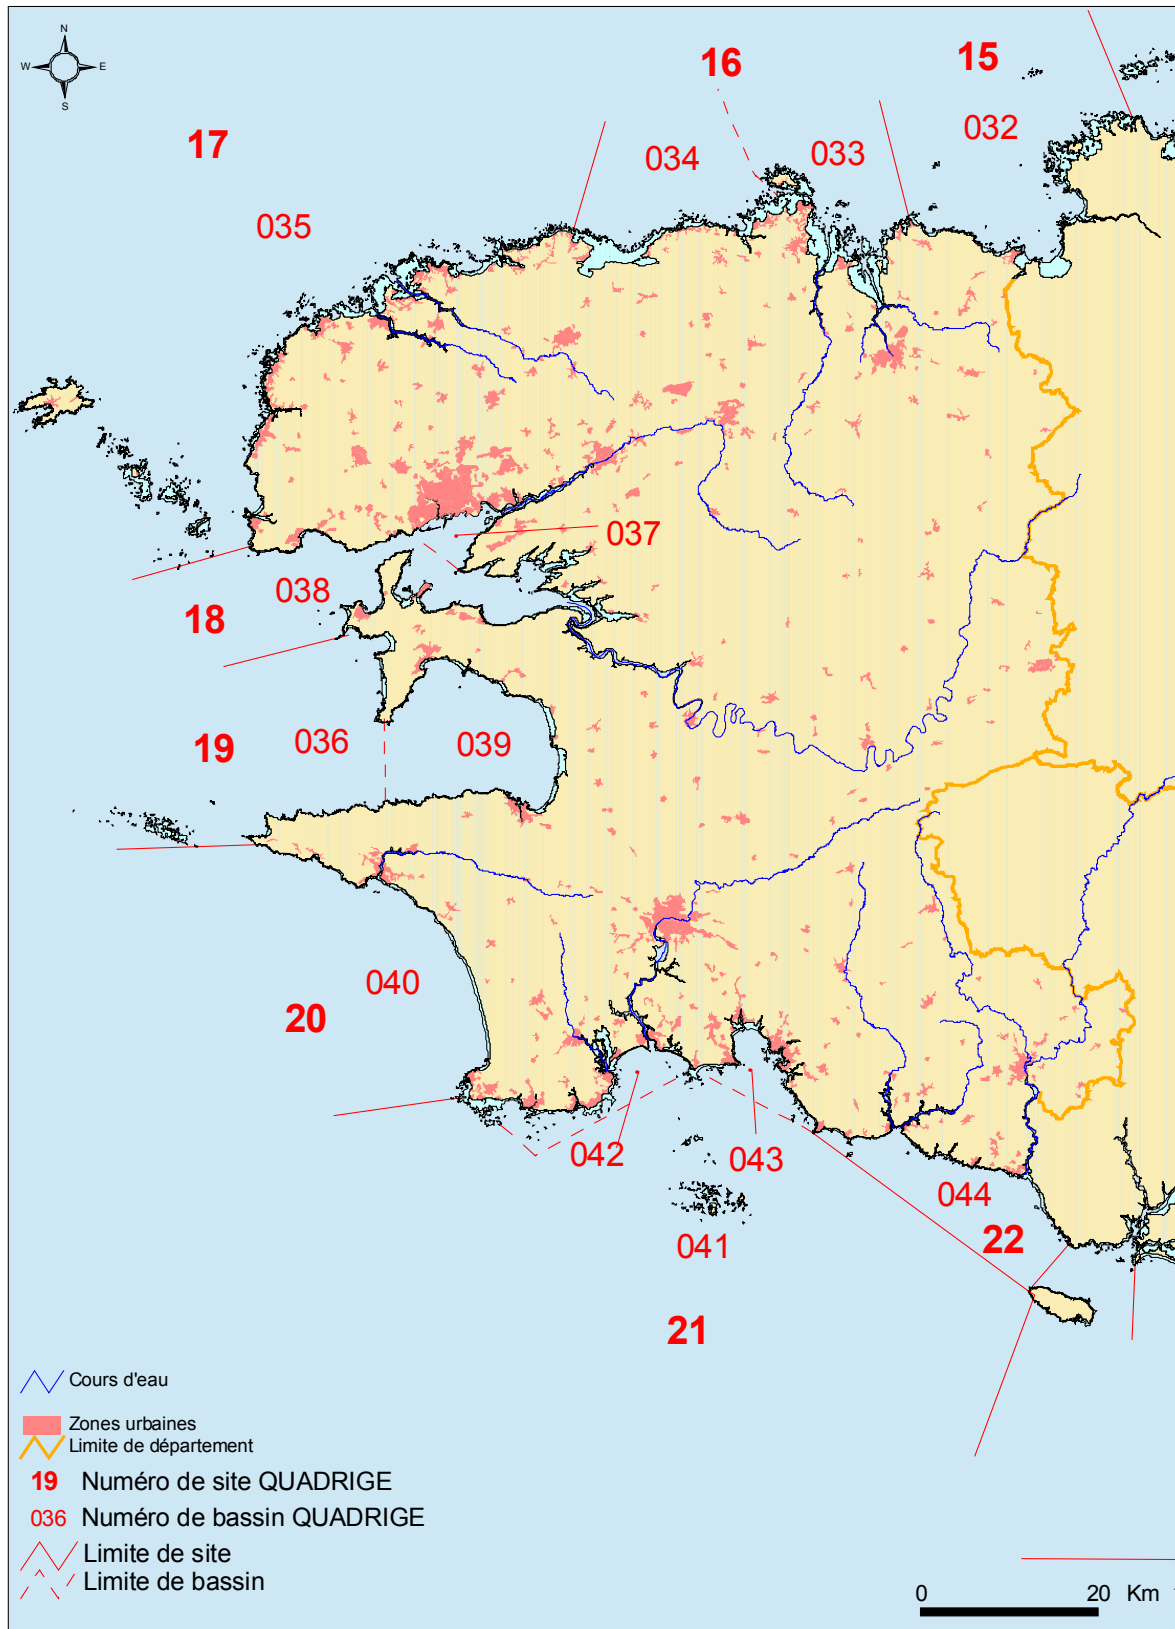 N
W E
S
16
15
17
034
033
032
035
037
038
18
19
036
039
040
20
042
043
044
041
22
21
Cours d'eau
Zones urbaines
Limite de département
19 Numéro de site QUADRIGE
036 Numéro de bassin QUADRIGE
Limite de site
Limite de bassin
0 20 Km